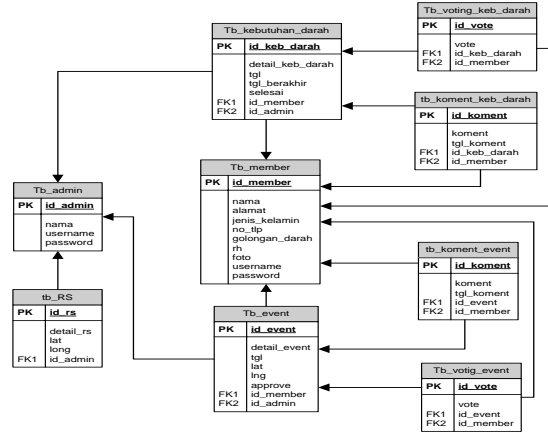 Tb_kebutuhan_darah
PK id_keb_darah
detail_keb_darah
tgl
tgl_berakhir
selesai
FK1 id_member
FK2 id_admin
Tb_voting_keb_darah
PK id_vote
vote
FK1 id_keb_darah
FK2 id_member
tb_koment_keb_darah
PK id_koment
koment
tgl_koment
FK1 id_keb_darah
FK2 id_member
Tb_admin
PK id_admin
nama
username
password
Tb_member
PK id_member
nama
alamat
jenis_kelamin
no_tlp
golongan_darah
rh
foto
username
password
tb_koment_event
PK id_koment
koment
tgl_koment
FK1 id_event
FK2 id_member
tb_RS
PK id_rs
detail_rs
lat
long
FK1 id_admin
Tb_event
PK id_event
detail_event
tgl
lat
lng
approve
FK1 id_member
FK2 id_admin
Tb_votig_event
PK id_vote
vote
FK1 id_event
FK2 id_member